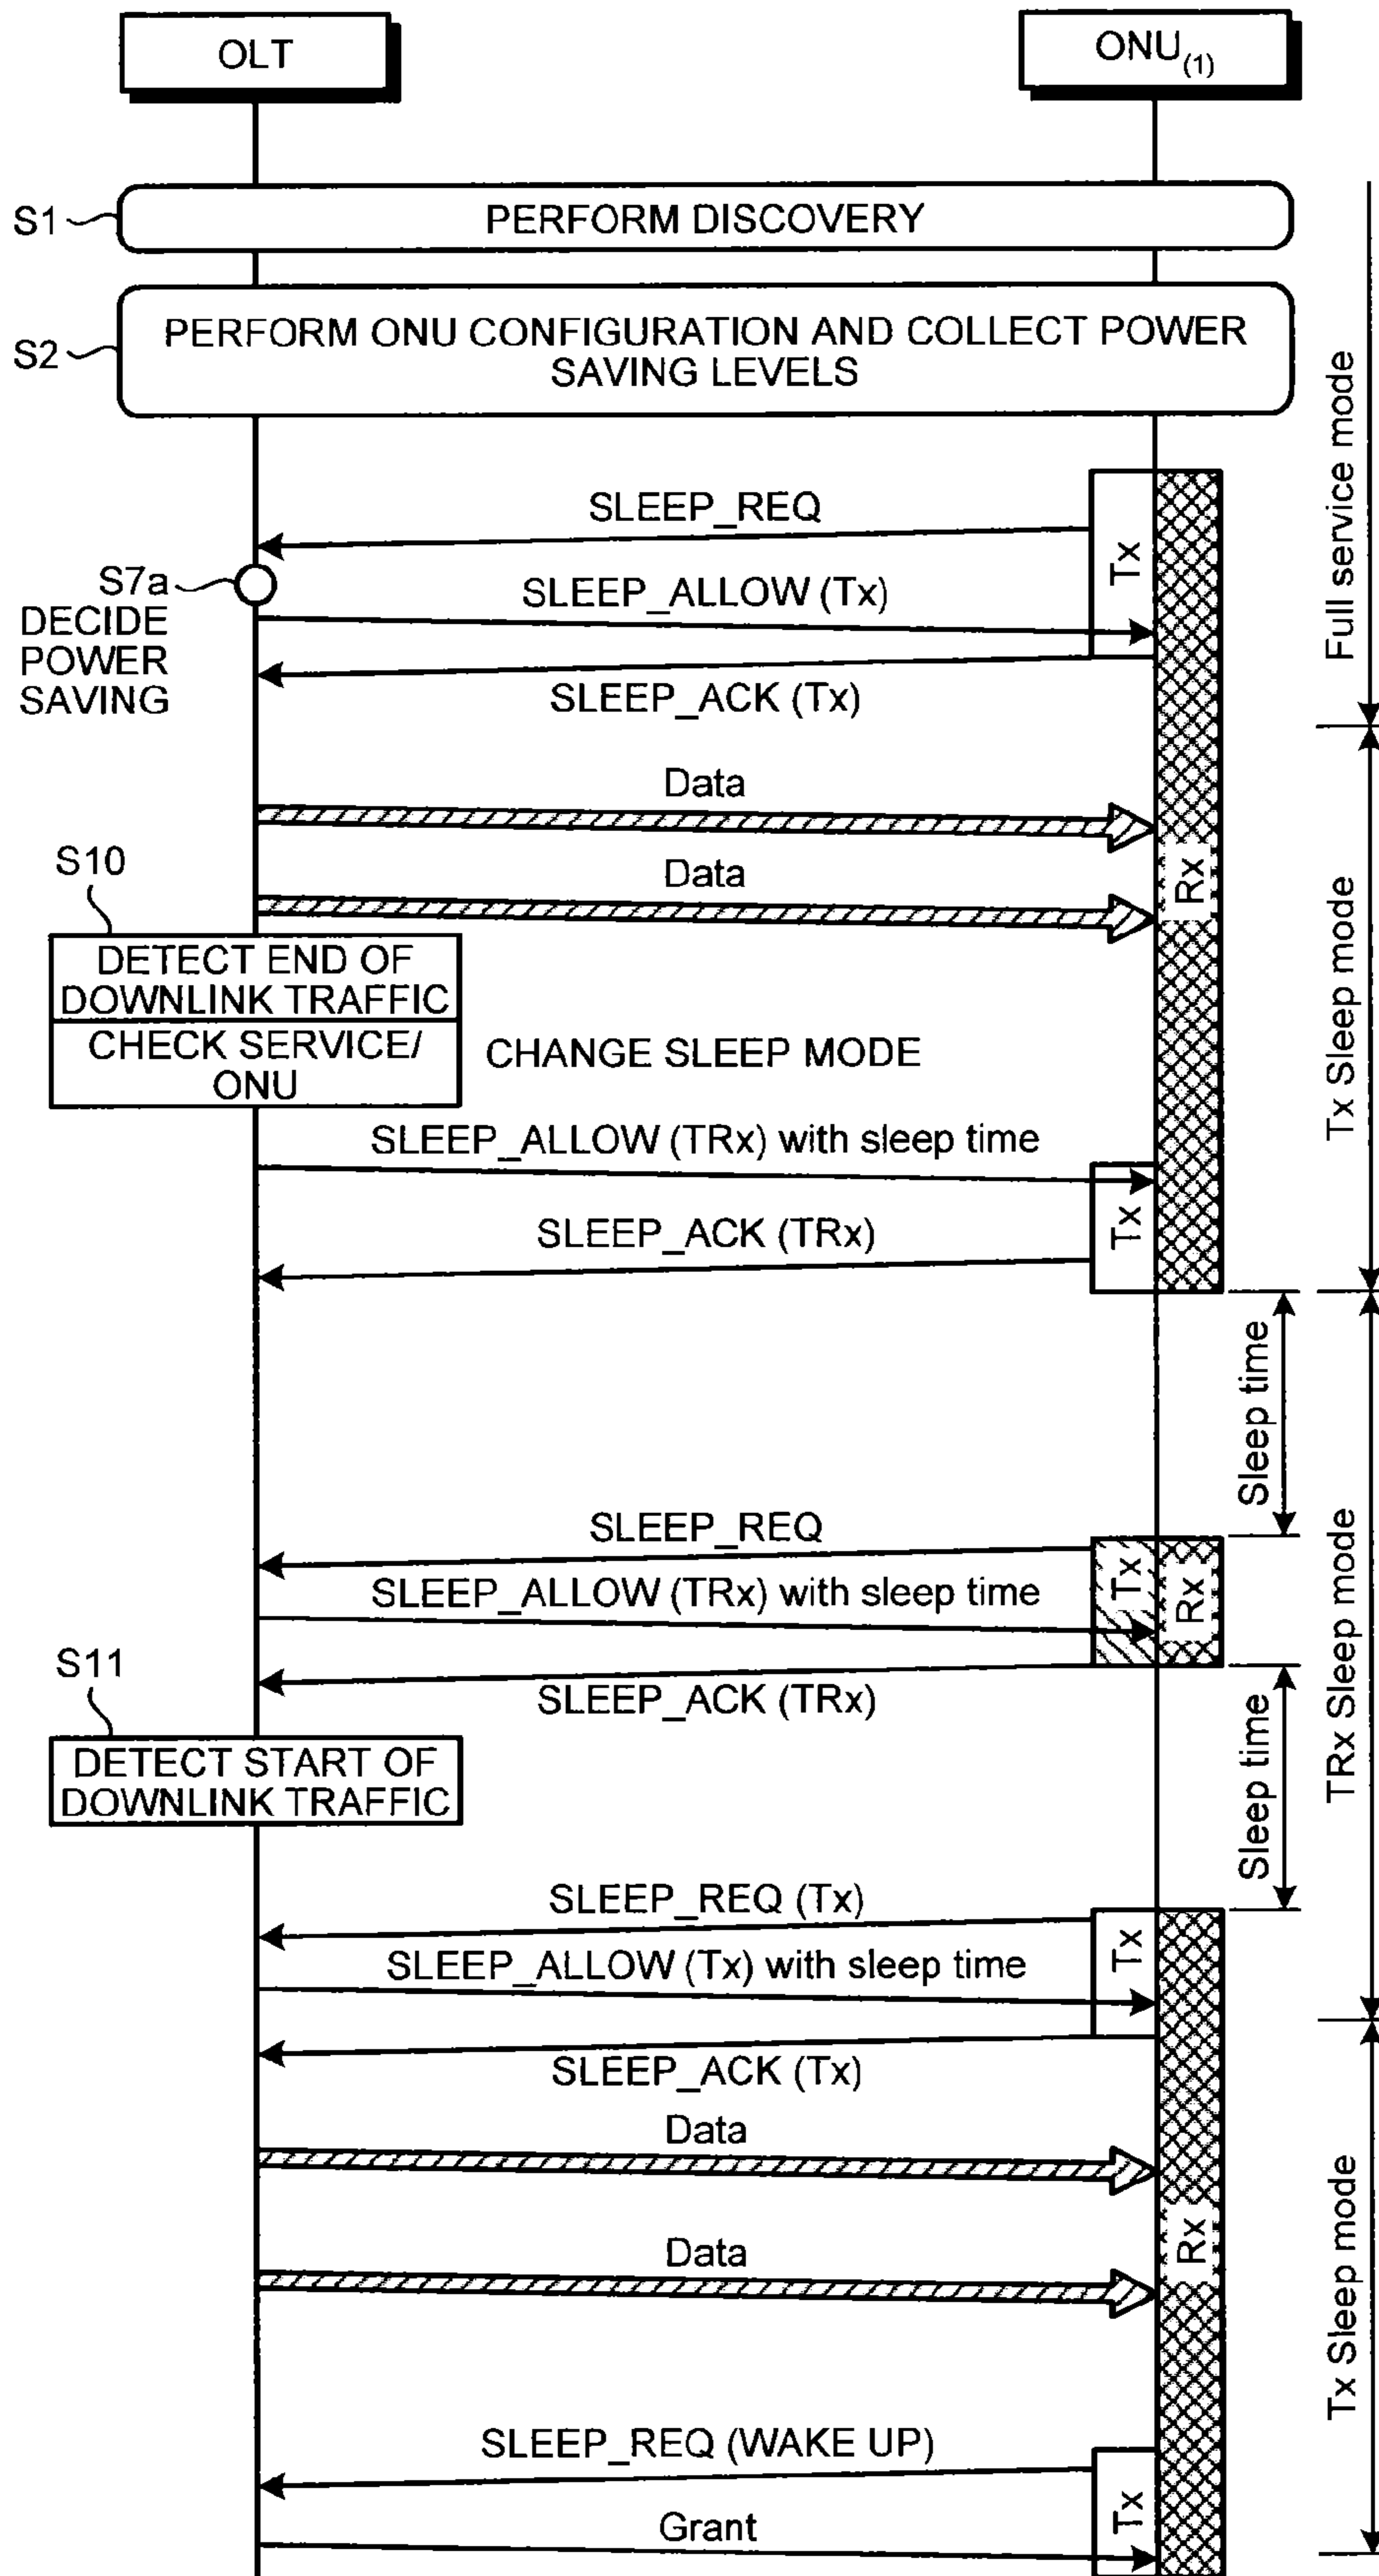 OLT
ONU(1)
S1
PERFORM DISCOVERY
S2
PERFORM ONU CONFIGURATION AND COLLECT POWER
SAVING LEVELS
Full service mode
SLEEP_REQ
Tx
S7a
DECIDE
POWER
SAVING
SLEEP_ALLOW (Tx)
SLEEP_ACK (Tx)
Data
Data
Rx
Tx Sleep mode
S10
DETECT END OF
DOWNLINK TRAFFIC
CHECK SERVICE/
ONU
CHANGE SLEEP MODE
SLEEP_ALLOW (TRx) with sleep time
Tx
SLEEP_ACK (TRx)
Sleep time
TRx Sleep mode
SLEEP_REQ
Tx
Rx
SLEEP_ALLOW (TRx) with sleep time
SLEEP_ACK (TRx)
S11
DETECT START OF
DOWNLINK TRAFFIC
Sleep time
SLEEP_REQ (Tx)
Tx
SLEEP_ALLOW (Tx) with sleep time
SLEEP_ACK (Tx)
Data
Data
Rx
Tx Sleep mode
SLEEP_REQ (WAKE UP)
Tx
Grant